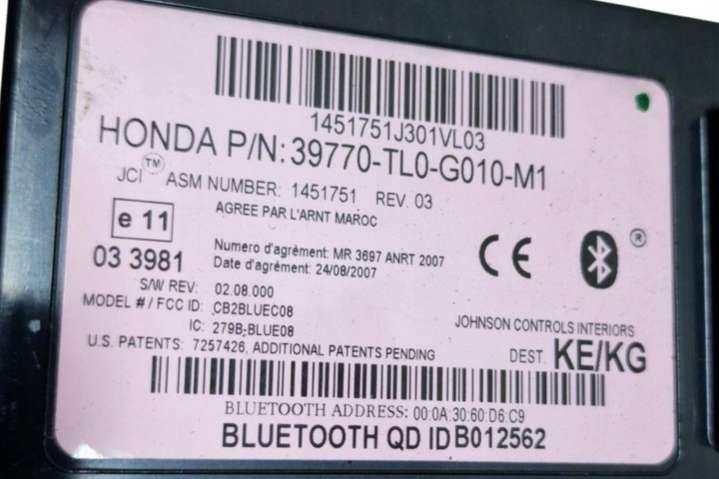 1451751J301VL03
HONDA P/N: 39770-TL0-G010-M1
JCI™ ASM NUMBER: 1451751 REV. 03
e 11
AGREE PAR L'ARNT MAROC
03 3981
Numero d'agrément: MR 3697 ANRT 2007
Date d'agrément: 24/08/2007
CE
®
S/W REV: 02.08.000
MODEL # / FCC ID: CB2BLUEC08
IC: 279B-BLUE08
JOHNSON CONTROLS INTERIORS
U.S. PATENTS: 7257426, ADDITIONAL PATENTS PENDING
DEST. KE/KG
BLUETOOTH ADDRESS: 00:0A:30:60:D6:C9
BLUETOOTH QD ID B012562